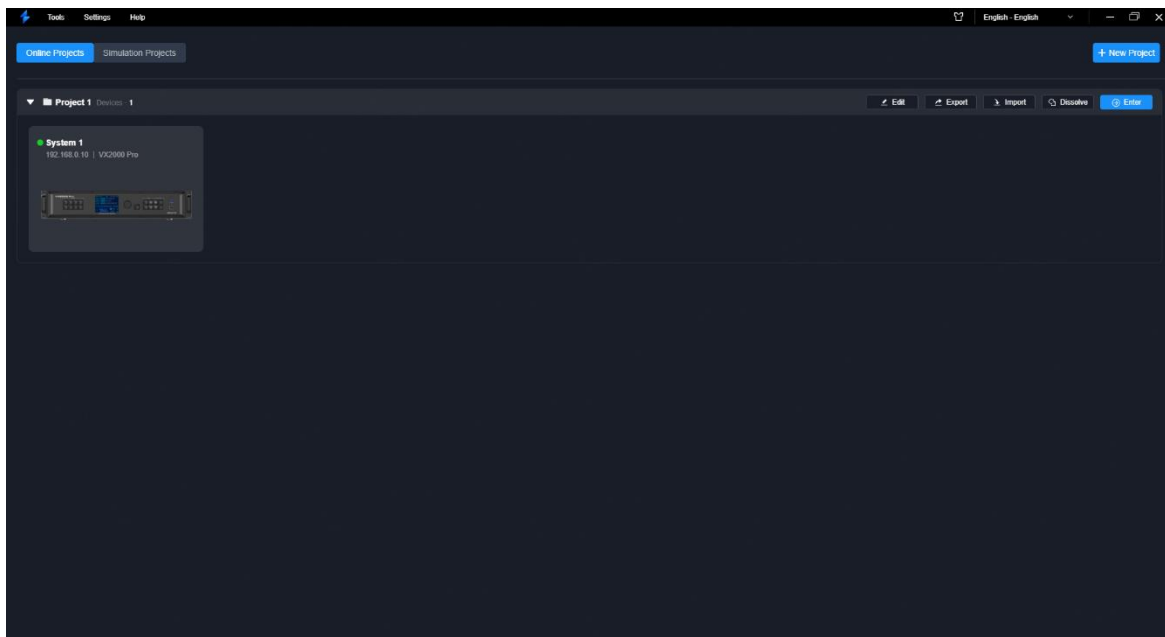 Tools Settings Help English - English
Online Projects Simulation Projects + New Project
Project 1 Devices 1 Edit Export Import Dissolve Enter
System 1
192.168.0.10 | VX2000 Pro